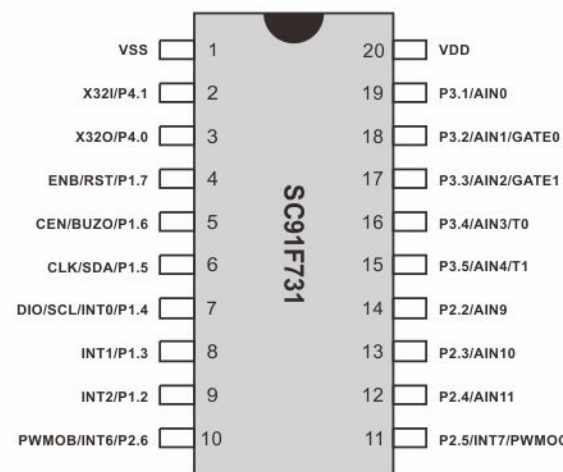 VSS 1 20 VDD
X32I/P4.1 2 19 P3.1/AIN0
X32O/P4.0 3 18 P3.2/AIN1/GATE0
ENB/RST/P1.7 4 17 P3.3/AIN2/GATE1
CEN/BUZO/P1.6 5 16 P3.4/AIN3/T0
CLK/SDA/P1.5 6 15 P3.5/AIN4/T1
DIO/SCL/INT0/P1.4 7 14 P2.2/AIN9
INT1/P1.3 8 13 P2.3/AIN10
INT2/P1.2 9 12 P2.4/AIN11
PWMOB/INT6/P2.6 10 11 P2.5/INT7/PWMOC
SC91F731